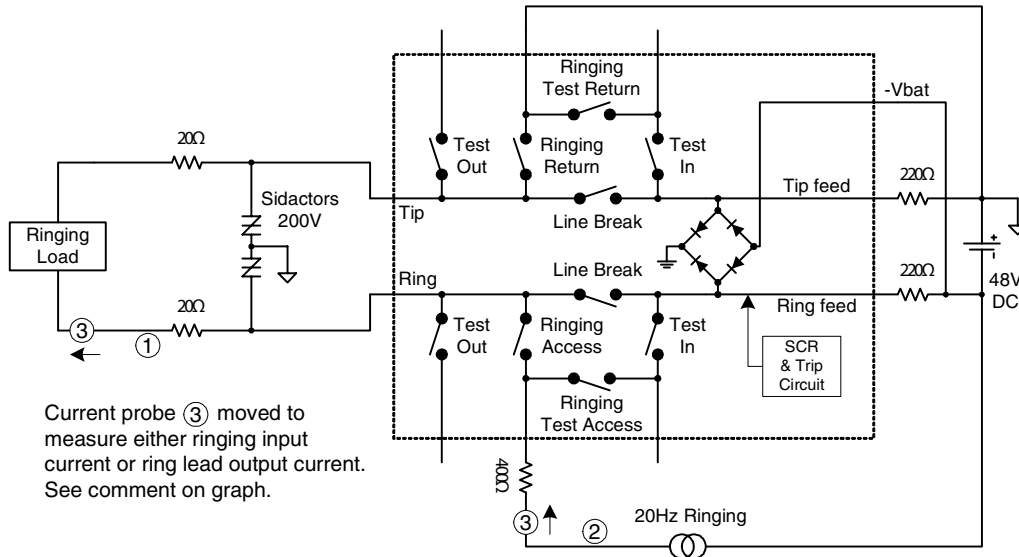 Ringing
Test Return
-Vbat
20Ω
Test
Out
Ringing
Return
Test
In
220Ω
Sidactors
200V
Tip feed
Tip
Line Break
Ringing
Load
+
-
48V
DC
Line Break
Ring
220Ω
20Ω
Ring feed
3
1
Test
Out
Ringing
Access
Test
In
SCR
& Trip
Circuit
Ringing
Test Access
Current probe 3 moved to
measure either ringing input
current or ring lead output current.
See comment on graph.
400Ω
3
2
20Hz Ringing